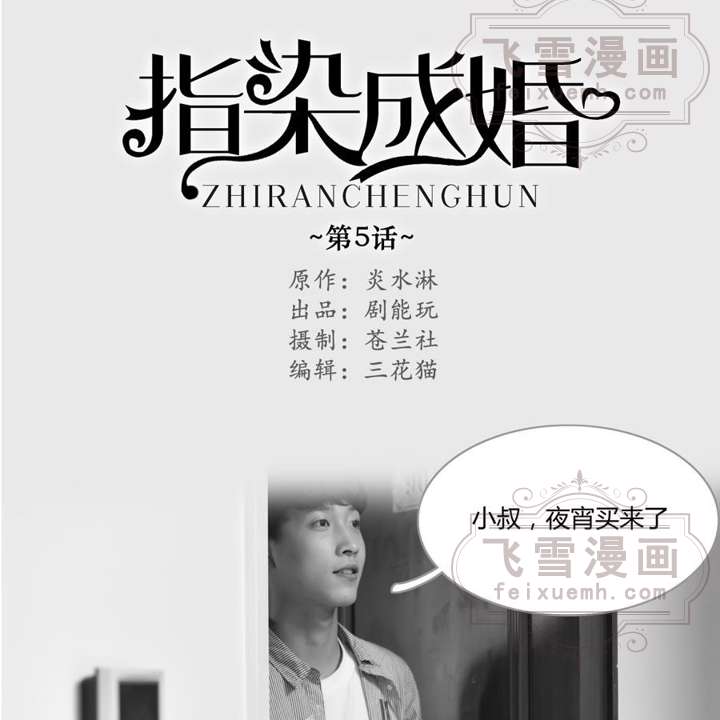 飞雪漫画
feixuemh.com
指染成婚
ZHIRANCHENGHUN
~第5话~
原作：炎水淋
出品：剧能玩
摄制：苍兰社
编辑：三花猫
小叔，夜宵买来了
飞雪漫画
feixuemh.com